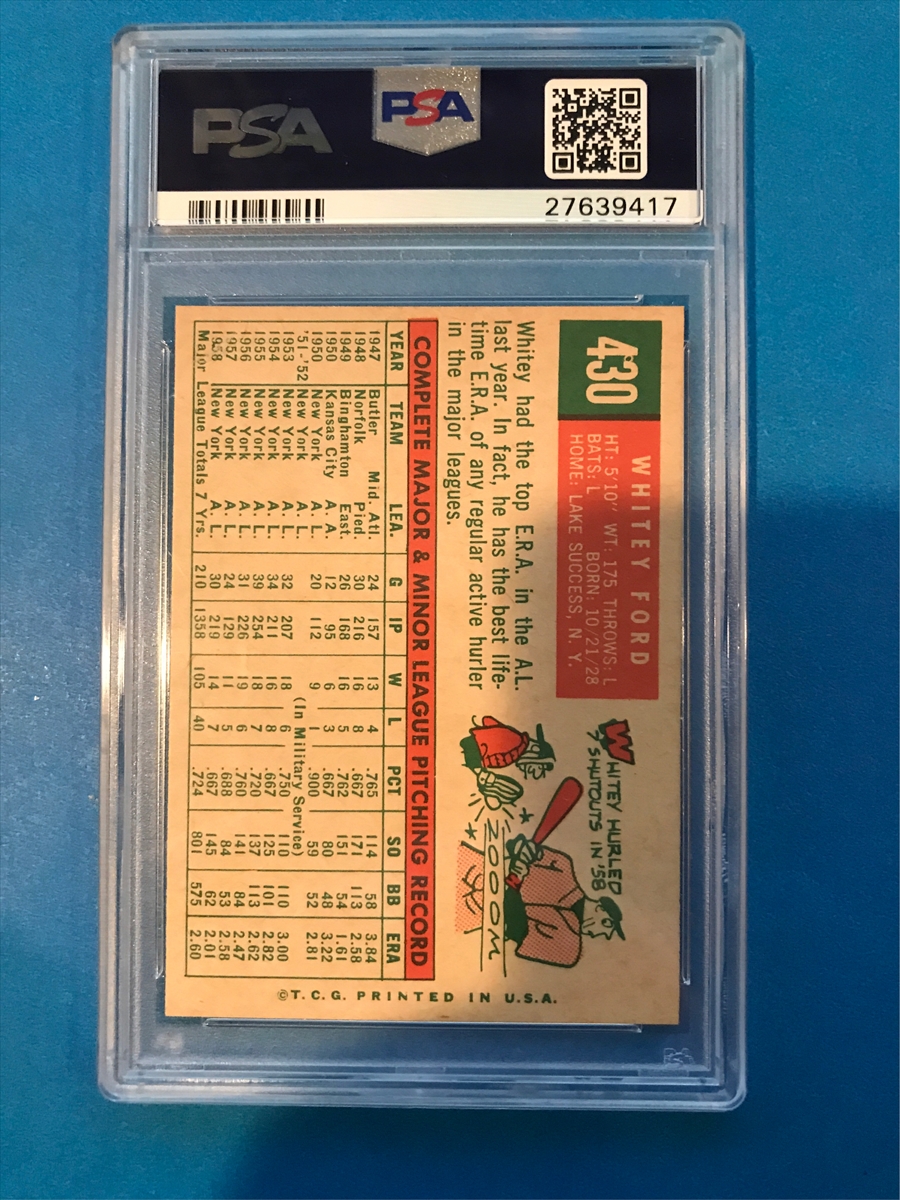 PSA
PSA
27639417
430
WHITEY FORD
HT: 5'10" WT: 175 THROWS: L
BATS: L BORN: 10/21/28
HOME: LAKE SUCCESS, N. Y.
WHITEY HURLED
7 SHUTOUTS IN '58
ZOOOOM
Whitey had the top E.R.A. in the A.L.
last year. In fact, he has the best life-
time E.R.A. of any regular active hurler
in the major leagues.
COMPLETE MAJOR & MINOR LEAGUE PITCHING RECORD
YEAR TEAM LEA. G IP W L PCT SO BB ERA
1947 Butler Mid. Atl. 24 157 13 4 .765 114 58 3.84
1948 Norfolk Pied. 30 216 16 8 .667 171 113 2.58
1949 Binghamton East. 26 168 16 5 .762 151 54 1.61
1950 Kansas City A. A. 12 95 6 3 .667 80 48 3.22
1950 New York A. L. 20 112 9 1 .900 59 52 2.81
'51-'52 New York A. L. (In Military Service)
1953 New York A. L. 32 207 18 6 .750 110 110 3.00
1954 New York A. L. 34 211 16 8 .667 125 101 2.82
1955 New York A. L. 39 254 18 7 .720 137 113 2.62
1956 New York A. L. 31 226 19 6 .760 141 84 2.47
1957 New York A. L. 24 129 11 5 .688 84 53 2.58
1958 New York A. L. 30 219 14 7 .667 145 62 2.01
Major League Totals 7 Yrs. 210 1358 105 40 .724 801 575 2.60
©T.C.G. PRINTED IN U.S.A.